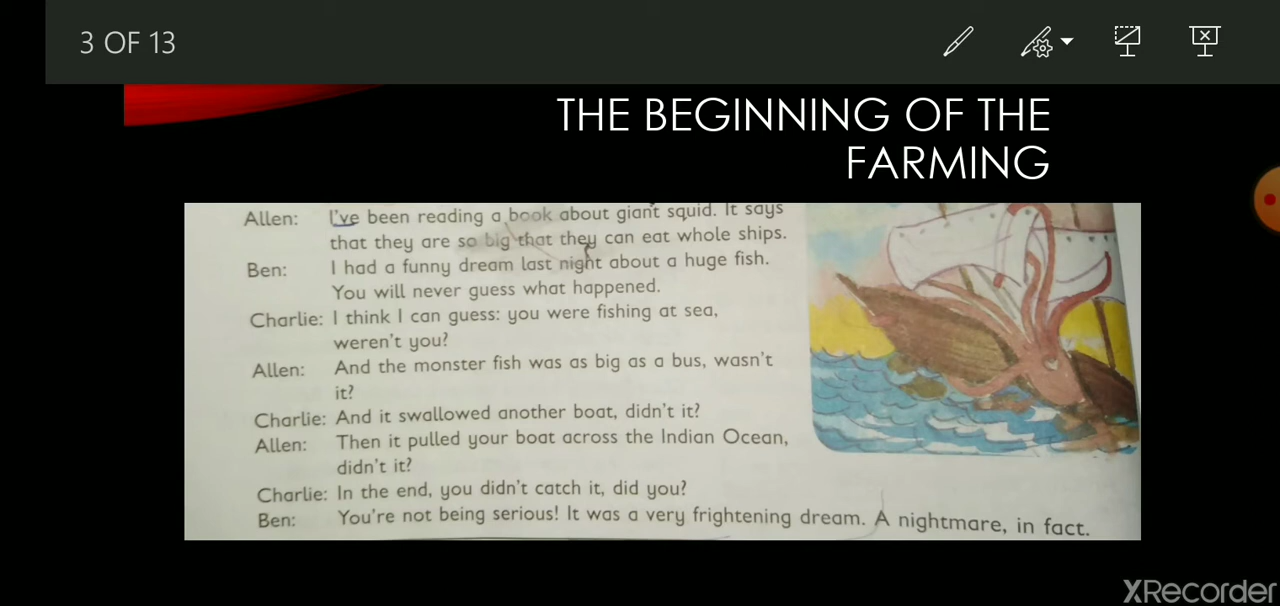 3 OF 13
THE BEGINNING OF THE
FARMING
Allen: I've been reading a book about giant squid. It says
that they are so big that they can eat whole ships.
Ben: I had a funny dream last night about a huge fish.
You will never guess what happened.
Charlie: I think I can guess: you were fishing at sea,
weren't you?
Allen: And the monster fish was as big as a bus, wasn't
it?
Charlie: And it swallowed another boat, didn't it?
Allen: Then it pulled your boat across the Indian Ocean,
didn't it?
Charlie: In the end, you didn't catch it, did you?
Ben: You're not being serious! It was a very frightening dream. A nightmare, in fact.
XRecorder